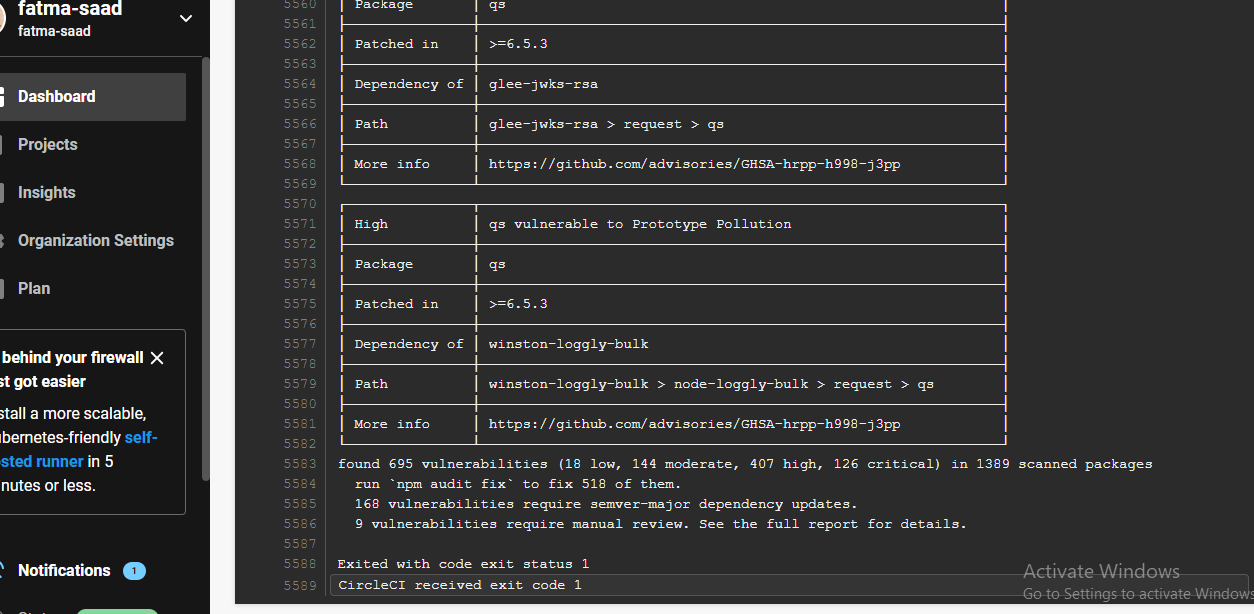 fatma-saad
fatma-saad
Dashboard
Projects
Insights
Organization Settings
Plan
behind your firewall
st got easier
stall a more scalable,
bernetes-friendly self-
sted runner in 5
nutes or less.
Notifications 1
5560 Package qs
5561
5562 Patched in >=6.5.3
5563
5564 Dependency of glee-jwks-rsa
5565
5566 Path glee-jwks-rsa > request > qs
5567
5568 More info https://github.com/advisories/GHSA-hrpp-h998-j3pp
5569
5570
5571 High qs vulnerable to Prototype Pollution
5572
5573 Package qs
5574
5575 Patched in >=6.5.3
5576
5577 Dependency of winston-loggly-bulk
5578
5579 Path winston-loggly-bulk > node-loggly-bulk > request > qs
5580
5581 More info https://github.com/advisories/GHSA-hrpp-h998-j3pp
5582
5583 found 695 vulnerabilities (18 low, 144 moderate, 407 high, 126 critical) in 1389 scanned packages
5584 run `npm audit fix` to fix 518 of them.
5585 168 vulnerabilities require semver-major dependency updates.
5586 9 vulnerabilities require manual review. See the full report for details.
5587
5588 Exited with code exit status 1
5589 CircleCI received exit code 1
Activate Windows
Go to Settings to activate Windows